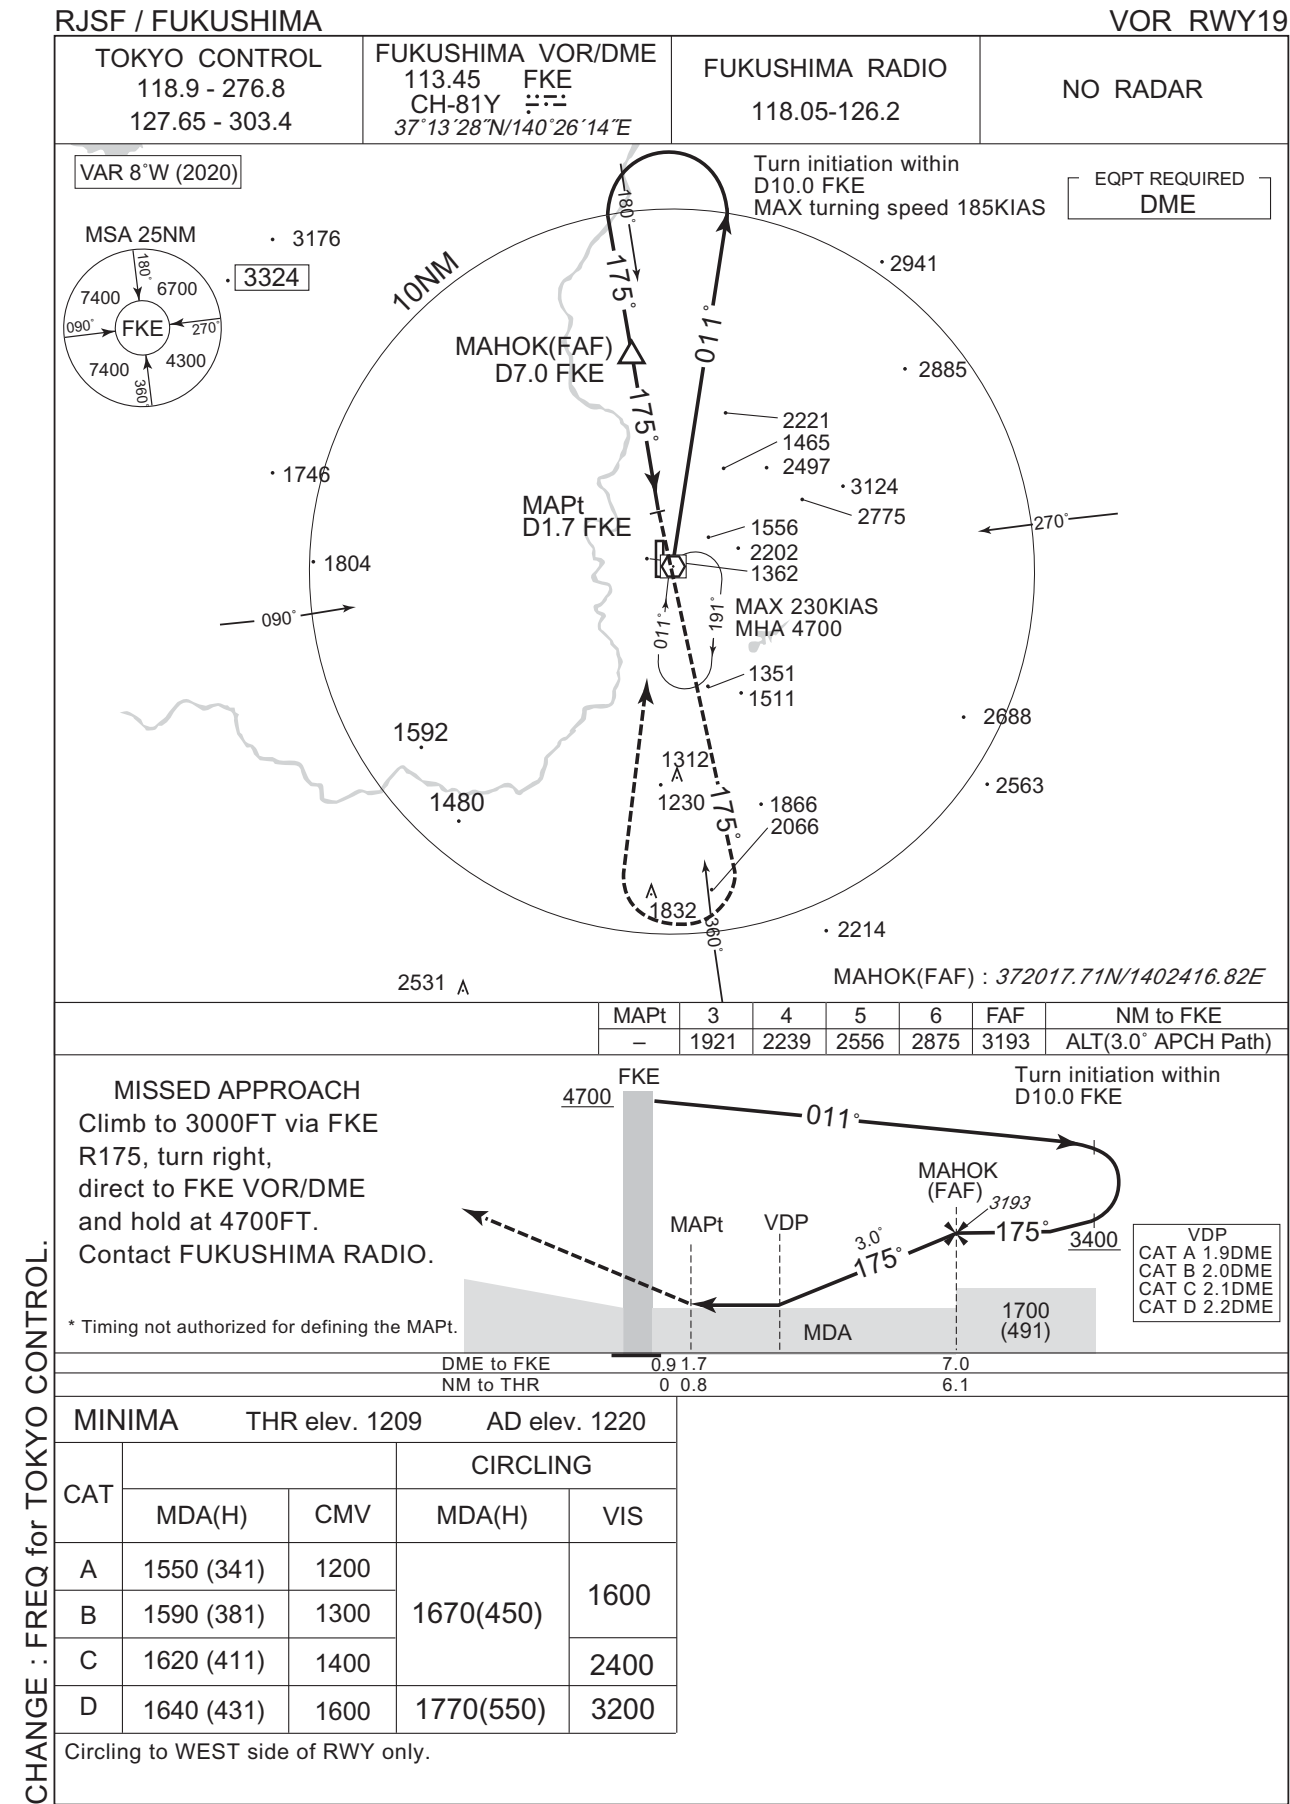 RJSF / FUKUSHIMA
VOR RWY19
TOKYO CONTROL
118.9 - 276.8
127.65 - 303.4
FUKUSHIMA VOR/DME
113.45 FKE
CH-81Y
37°13´28˝N/140°26´14˝E
FUKUSHIMA RADIO
118.05-126.2
NO RADAR
VAR 8°W (2020)
Turn initiation within
D10.0 FKE
MAX turning speed 185KIAS
EQPT REQUIRED
DME
MSA 25NM
180°
7400
6700
090°
FKE
270°
7400
4300
360°
3176
3324
10NM
180°
175°
011°
2941
MAHOK(FAF)
D7.0 FKE
175°
2885
2221
1465
2497
1746
3124
2775
MAPt
D1.7 FKE
270°
1556
2202
1362
1804
090°
011°
191°
MAX 230KIAS
MHA 4700
1351
1511
2688
1592
1312
2563
1480
1230
175°
1866
2066
1832
360°
2214
2531
MAHOK(FAF) : 372017.71N/1402416.82E
MAPt 3 4 5 6 FAF NM to FKE
– 1921 2239 2556 2875 3193 ALT(3.0° APCH Path)
MISSED APPROACH
Climb to 3000FT via FKE
R175, turn right,
direct to FKE VOR/DME
and hold at 4700FT.
Contact FUKUSHIMA RADIO.
* Timing not authorized for defining the MAPt.
FKE
4700
011°
Turn initiation within
D10.0 FKE
MAHOK
(FAF)
3193
MAPt
VDP
3.0°
175°
175°
3400
VDP
CAT A 1.9DME
CAT B 2.0DME
CAT C 2.1DME
CAT D 2.2DME
MDA
1700
(491)
DME to FKE 0.9 1.7 7.0
NM to THR 0 0.8 6.1
MINIMA THR elev. 1209 AD elev. 1220
CAT
CIRCLING
MDA(H) CMV MDA(H) VIS
A 1550 (341) 1200
B 1590 (381) 1300
1670(450)
1600
C 1620 (411) 1400 2400
D 1640 (431) 1600 1770(550) 3200
Circling to WEST side of RWY only.
CHANGE : FREQ for TOKYO CONTROL.